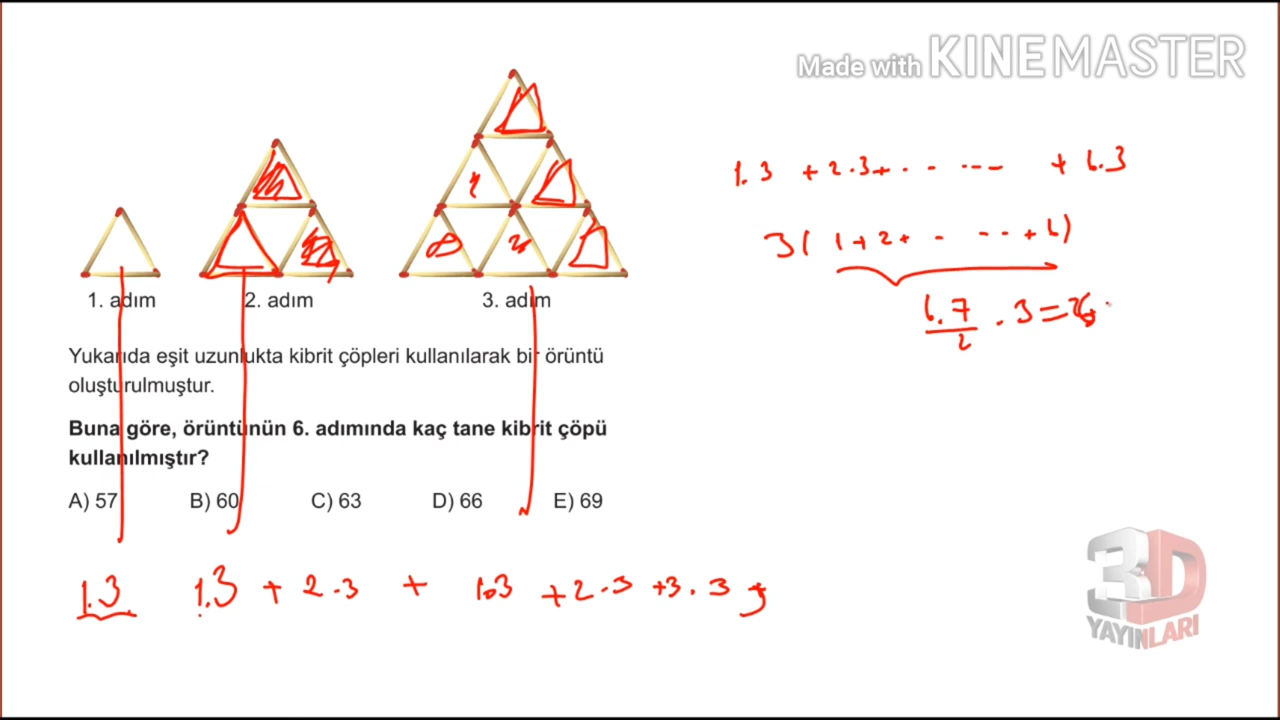 Made with KINEMASTER
1.3 + 2.3 + . . ... + 6.3
3( 1 + 2 + . . . + 6)
6.7/2 . 3 =
1. adım 2. adım 3. adım
Yukarıda eşit uzunlukta kibrit çöpleri kullanılarak bir örüntü
oluşturulmuştur.
Buna göre, örüntünün 6. adımında kaç tane kibrit çöpü
kullanılmıştır?
A) 57 B) 60 C) 63 D) 66 E) 69
1.3 1.3 + 2.3 + 1.3 + 2.3 + 3.3
3D
YAYINLARI